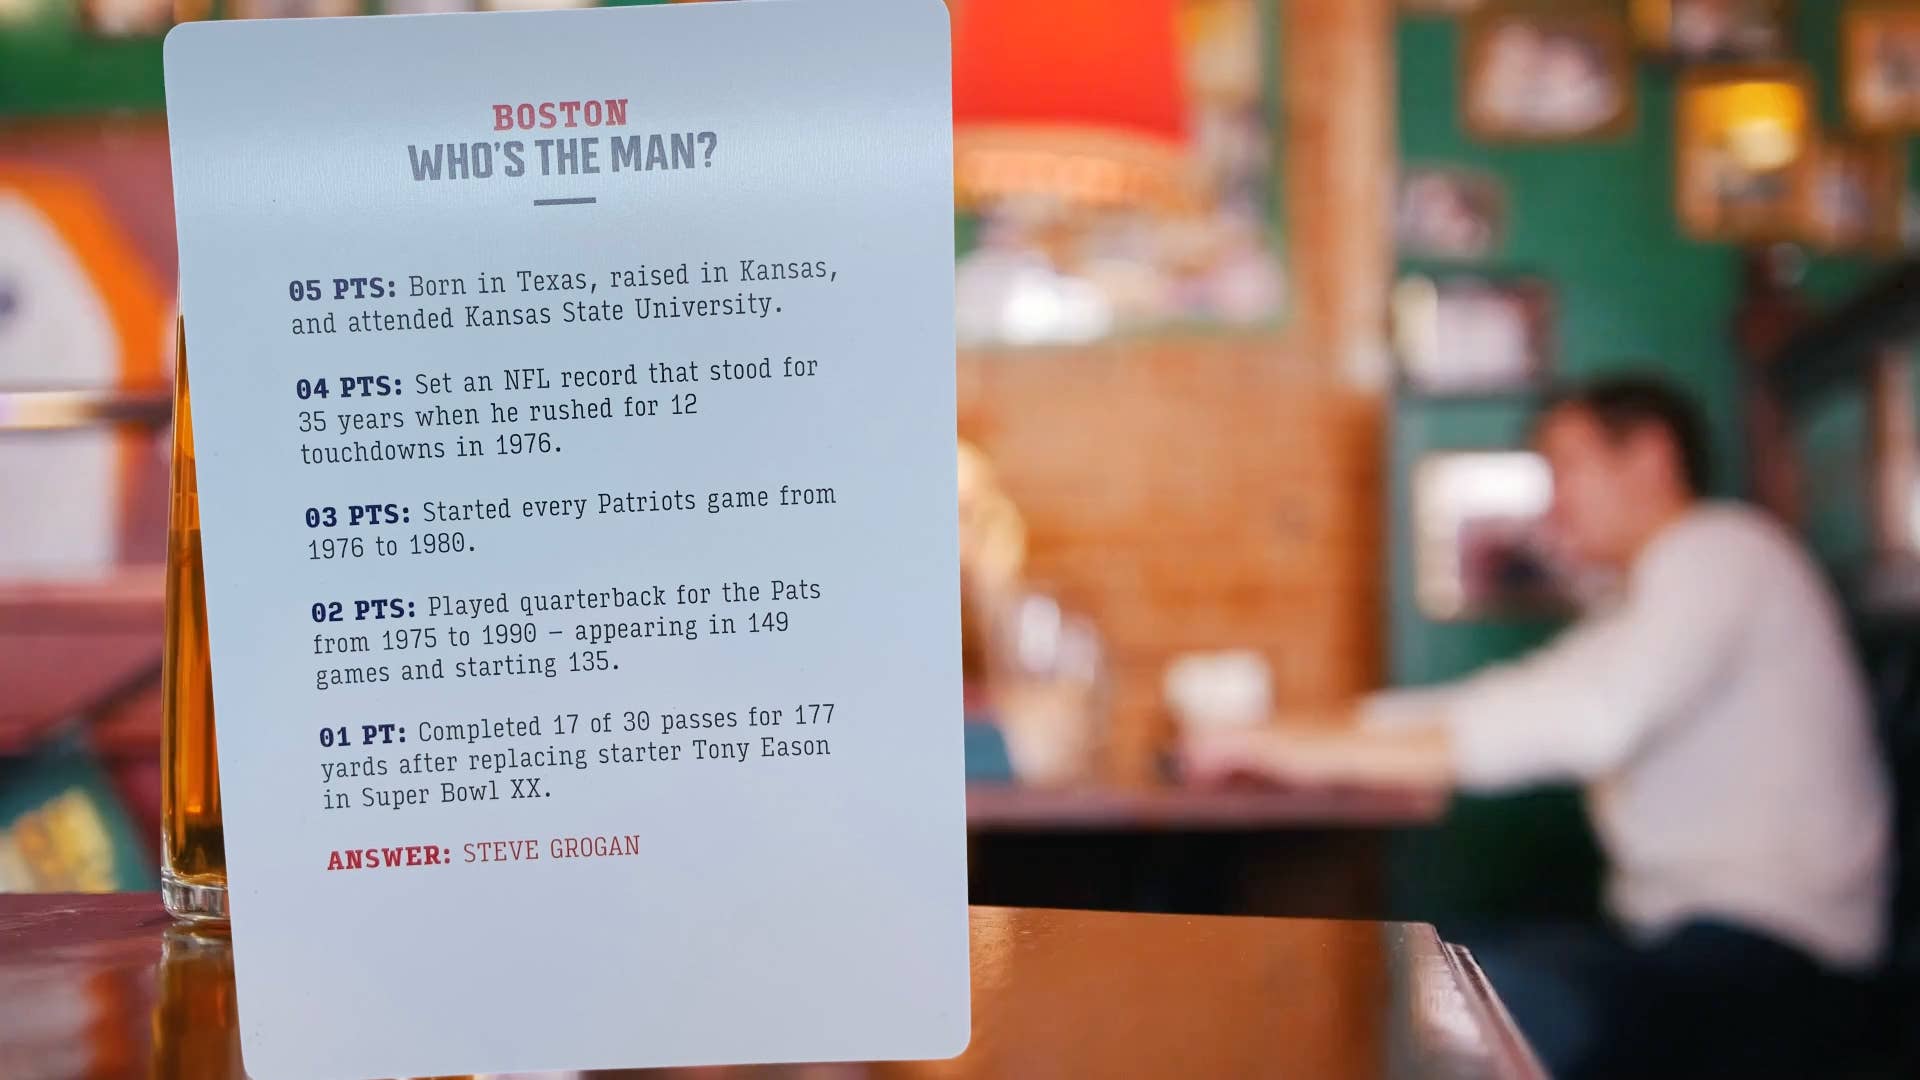 BOSTON
WHO'S THE MAN?
05 PTS: Born in Texas, raised in Kansas,
and attended Kansas State University.
04 PTS: Set an NFL record that stood for
35 years when he rushed for 12
touchdowns in 1976.
03 PTS: Started every Patriots game from
1976 to 1980.
02 PTS: Played quarterback for the Pats
from 1975 to 1990 – appearing in 149
games and starting 135.
01 PT: Completed 17 of 30 passes for 177
yards after replacing starter Tony Eason
in Super Bowl XX.
ANSWER: STEVE GROGAN